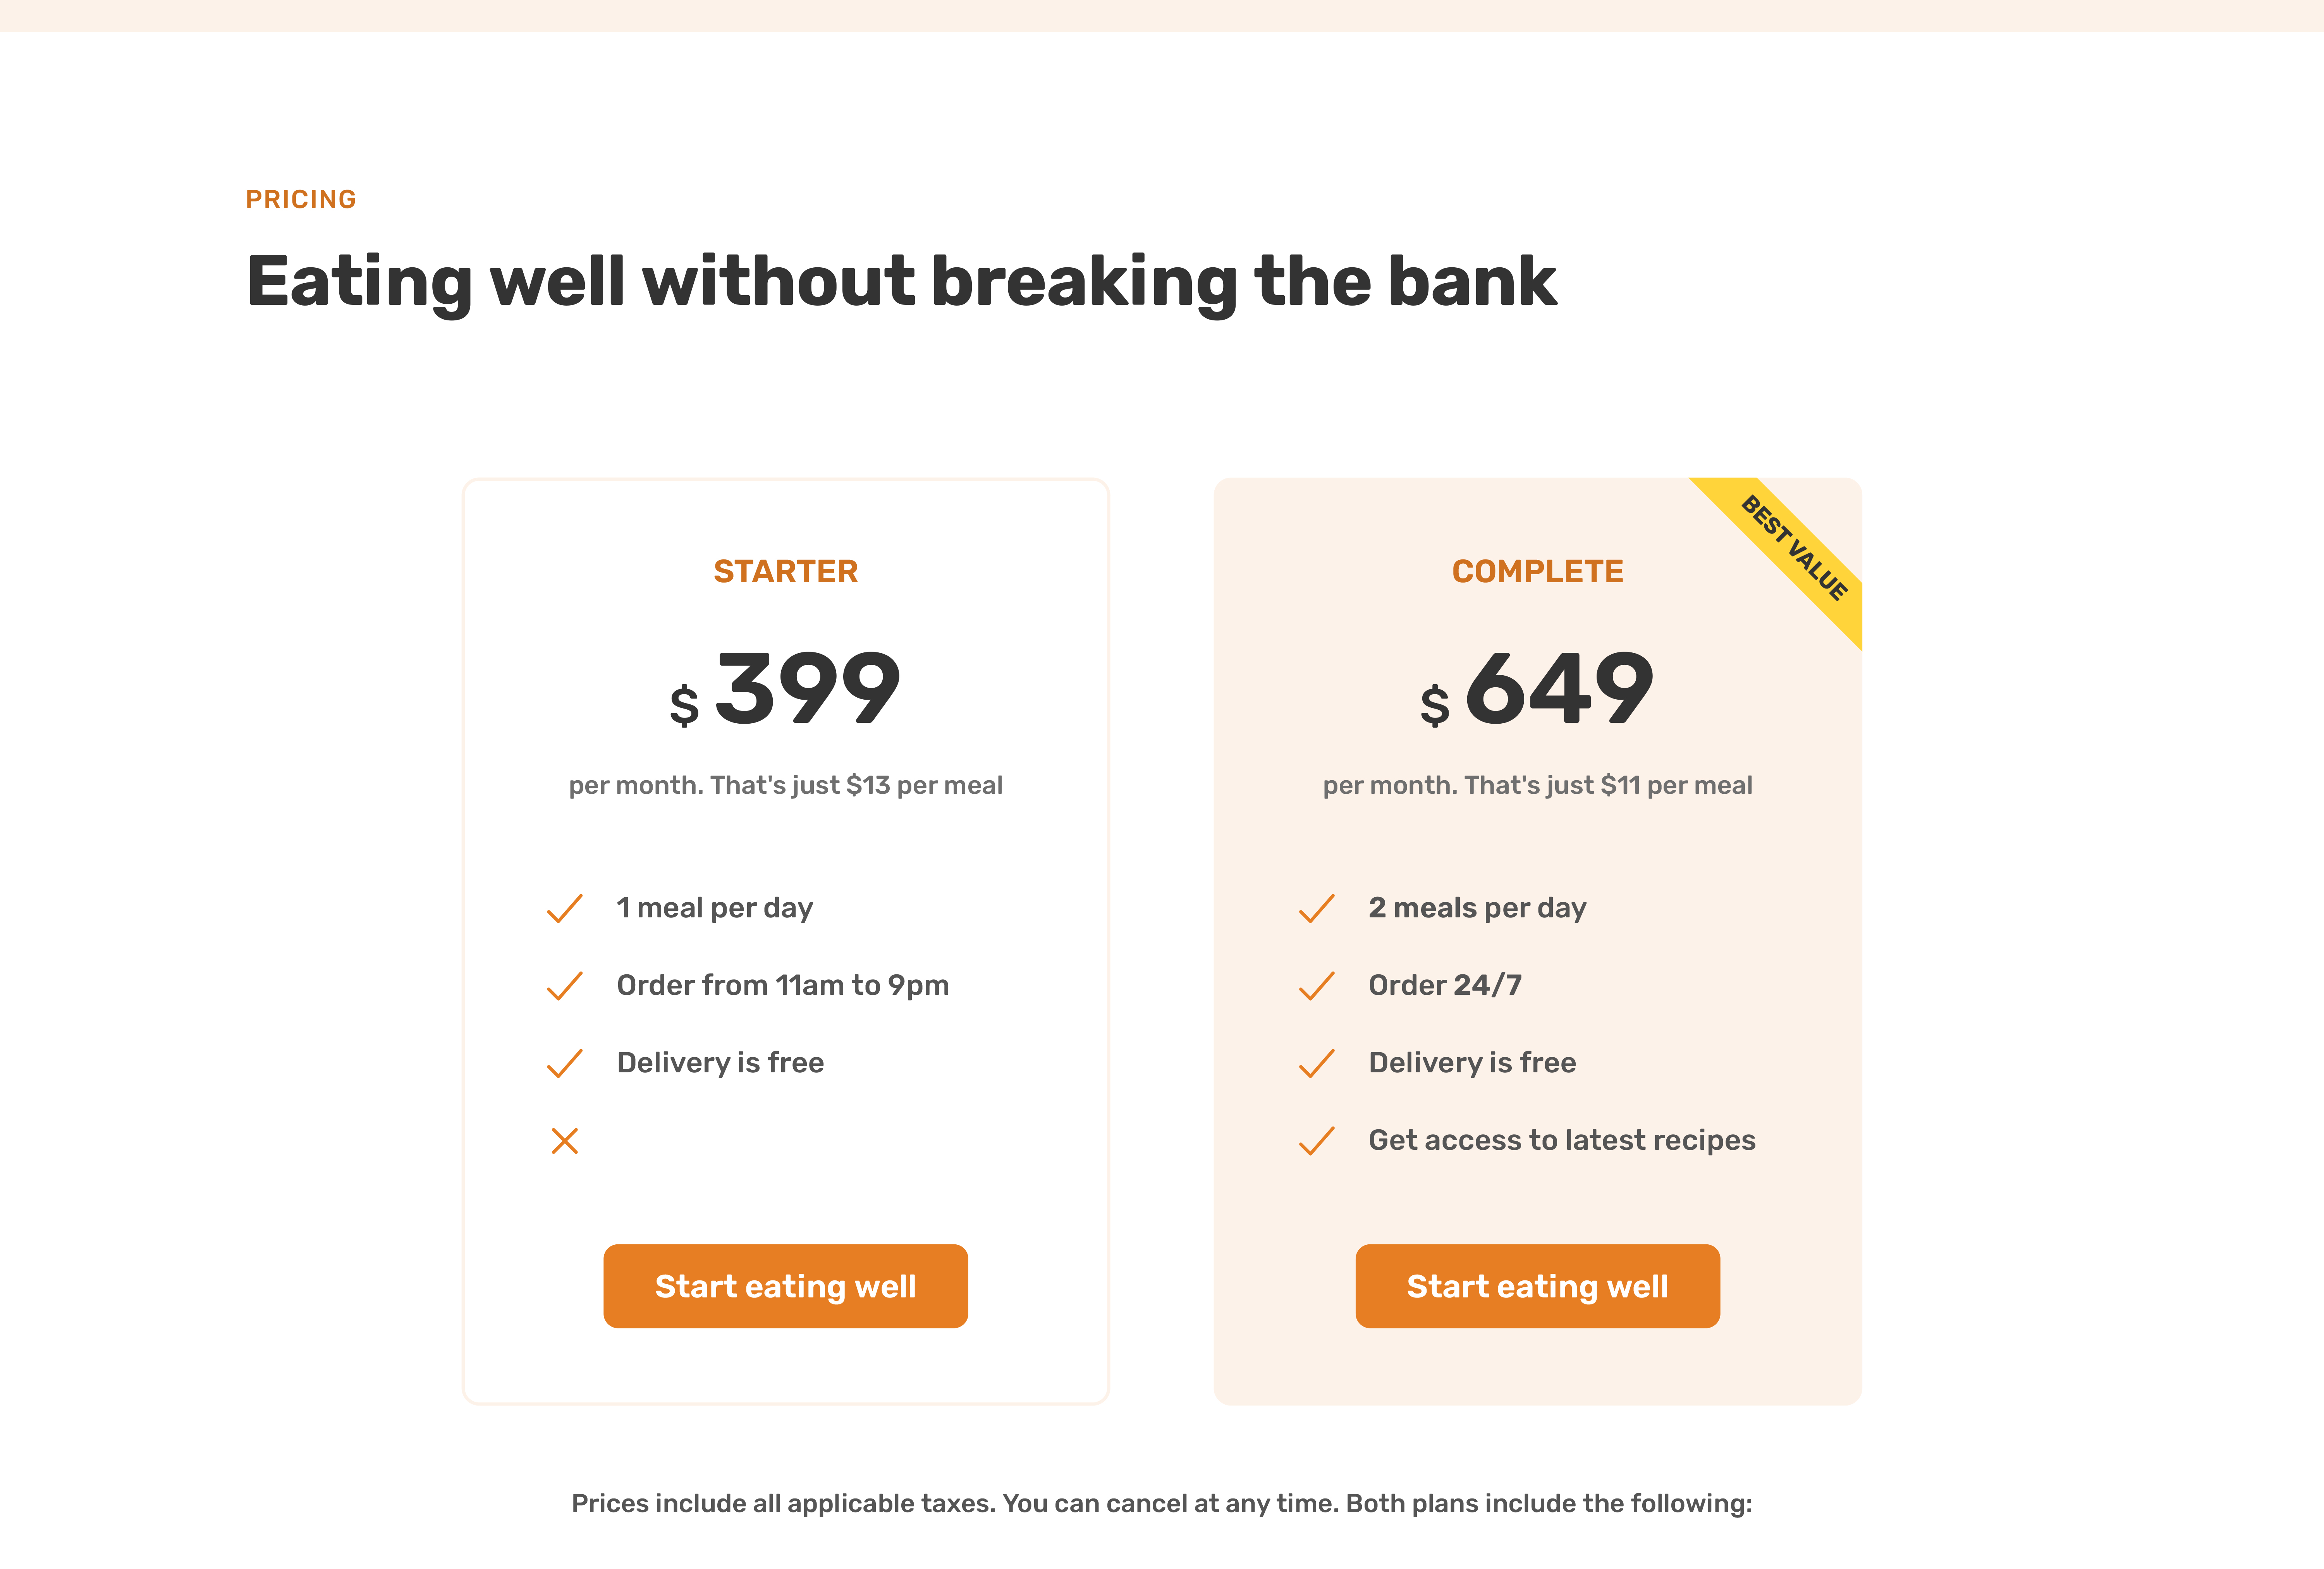 PRICING
Eating well without breaking the bank
STARTER
$ 399
per month. That's just $13 per meal
1 meal per day
Order from 11am to 9pm
Delivery is free
Start eating well
BEST VALUE
COMPLETE
$ 649
per month. That's just $11 per meal
2 meals per day
Order 24/7
Delivery is free
Get access to latest recipes
Start eating well
Prices include all applicable taxes. You can cancel at any time. Both plans include the following: